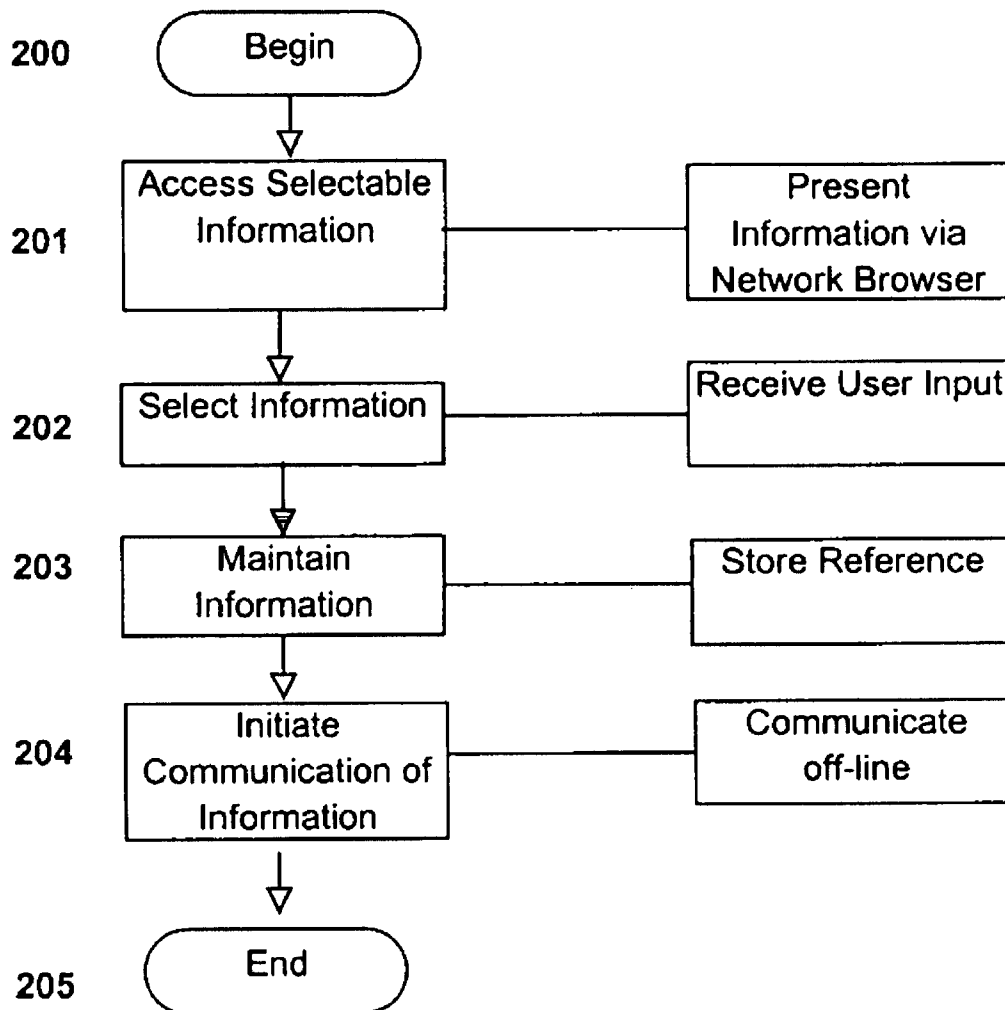 200
Begin
201
Access Selectable
Information
Present
Information via
Network Browser
202
Select Information
Receive User Input
203
Maintain
Information
Store Reference
204
Initiate
Communication of
Information
Communicate
off-line
End
205